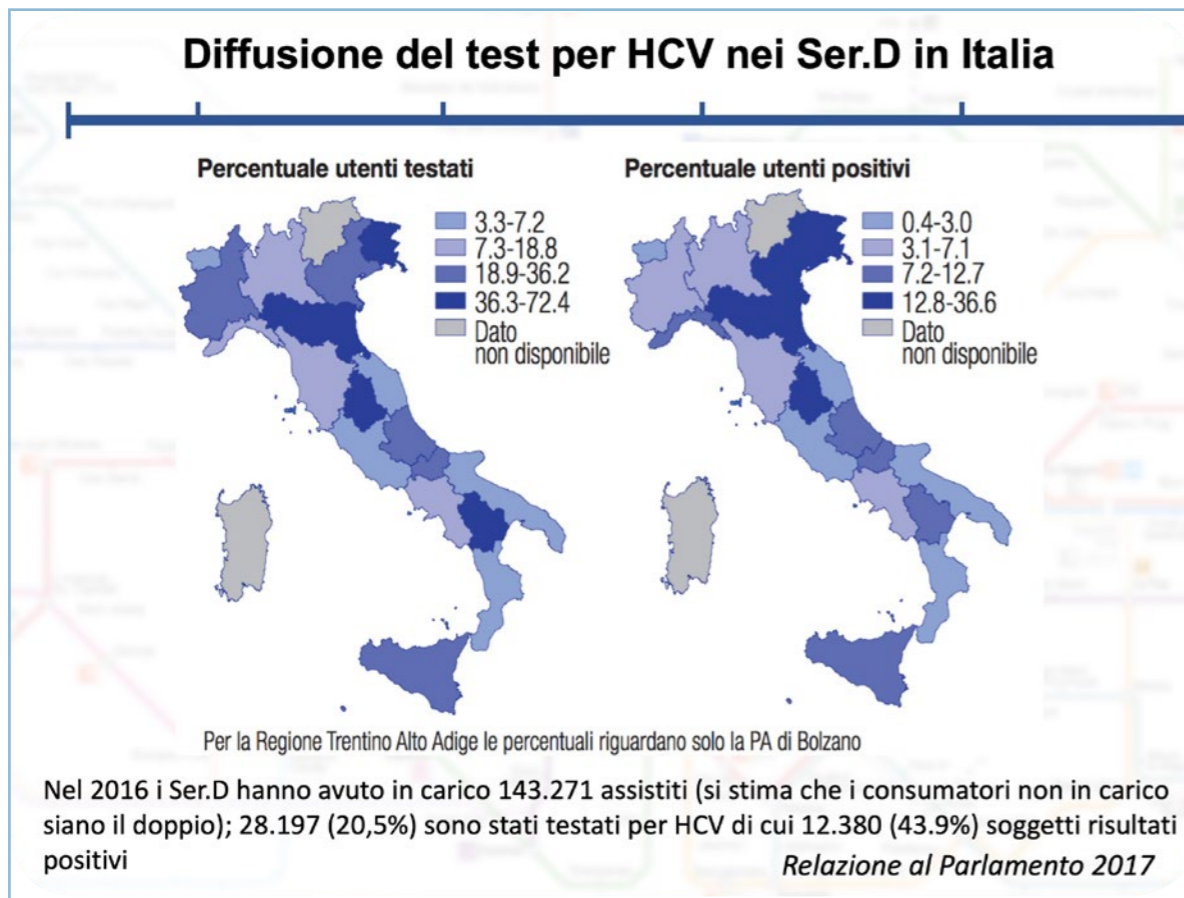 Diffusione del test per HCV nei Ser.D in Italia
Percentuale utenti testati
3.3-7.2
7.3-18.8
18.9-36.2
36.3-72.4
Dato
non disponibile
Percentuale utenti positivi
0.4-3.0
3.1-7.1
7.2-12.7
12.8-36.6
Dato
non disponibile
Per la Regione Trentino Alto Adige le percentuali riguardano solo la PA di Bolzano
Nel 2016 i Ser.D hanno avuto in carico 143.271 assistiti (si stima che i consumatori non in carico
siano il doppio); 28.197 (20,5%) sono stati testati per HCV di cui 12.380 (43.9%) soggetti risultati
positivi
Relazione al Parlamento 2017